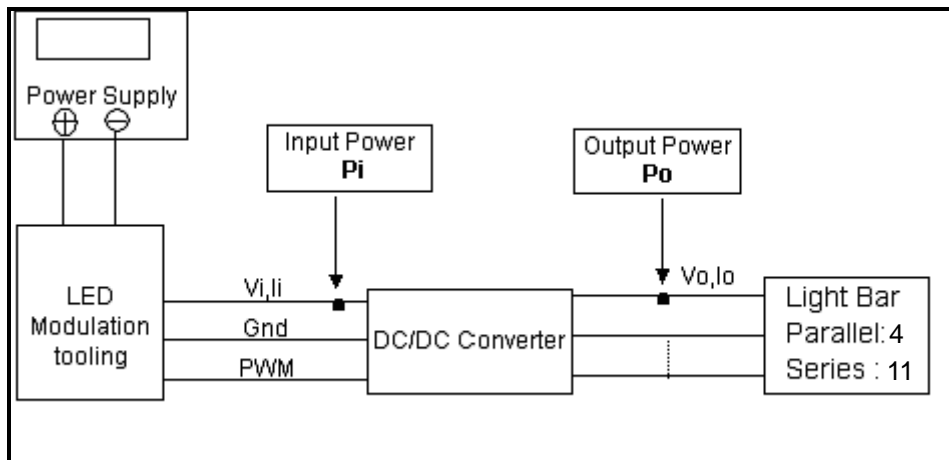 Power Supply
+ −
Input Power
Pi
Output Power
Po
LED
Modulation
tooling
Vi,Ii
Gnd
PWM
DC/DC Converter
Vo,Io
Light Bar
Parallel: 4
Series : 11